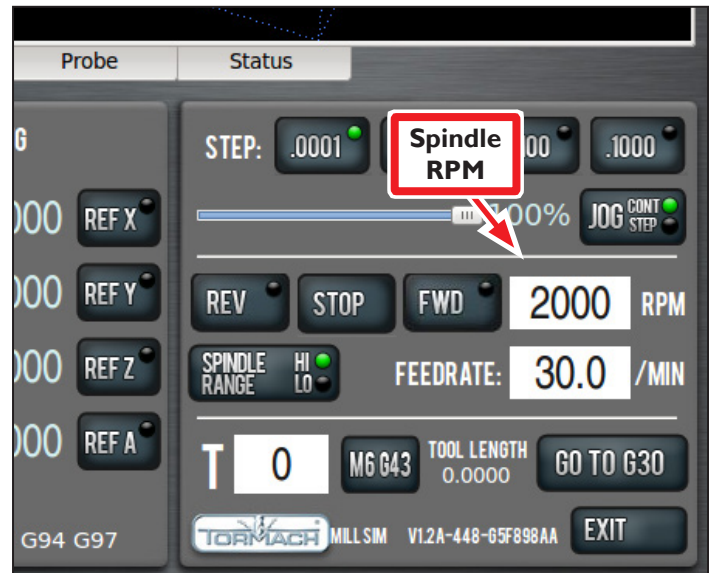 Probe Status
G
STEP: .0001 00 .1000
Spindle
RPM
000 REF X
100% JOG CONT STEP
000 REF Y
REV STOP FWD 2000 RPM
000 REF Z
SPINDLE RANGE HI LO FEEDRATE: 30.0 /MIN
000 REF A
T 0 M6 G43 TOOL LENGTH 0.0000 GO TO G30
G94 G97
TORMACH MILL SIM V1.2A-448-G5F898AA EXIT